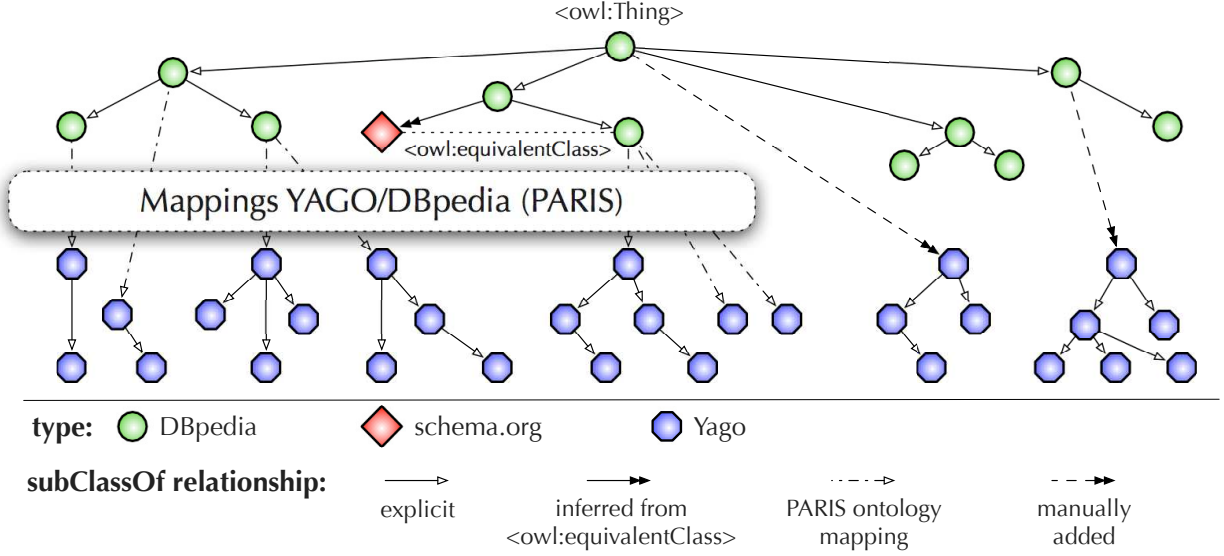 <owl:Thing>
<owl:equivalentClass>
Mappings YAGO/DBpedia (PARIS)
type: DBpedia schema.org Yago
subClassOf relationship:
explicit inferred from PARIS ontology manually
<owl:equivalentClass> mapping added